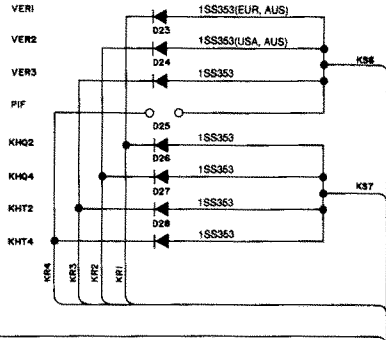 VER1 1SS353(EUR, AUS)
D23
VER2 1SS353(USA, AUS)
D24
KS6
VER3 1SS353
PIF
D25
KHQ2 1SS353
D26
KHQ4 1SS353
D27
KS7
KHT2 1SS353
D28
KHT4 1SS353
KR4 KR3 KR2 KR1